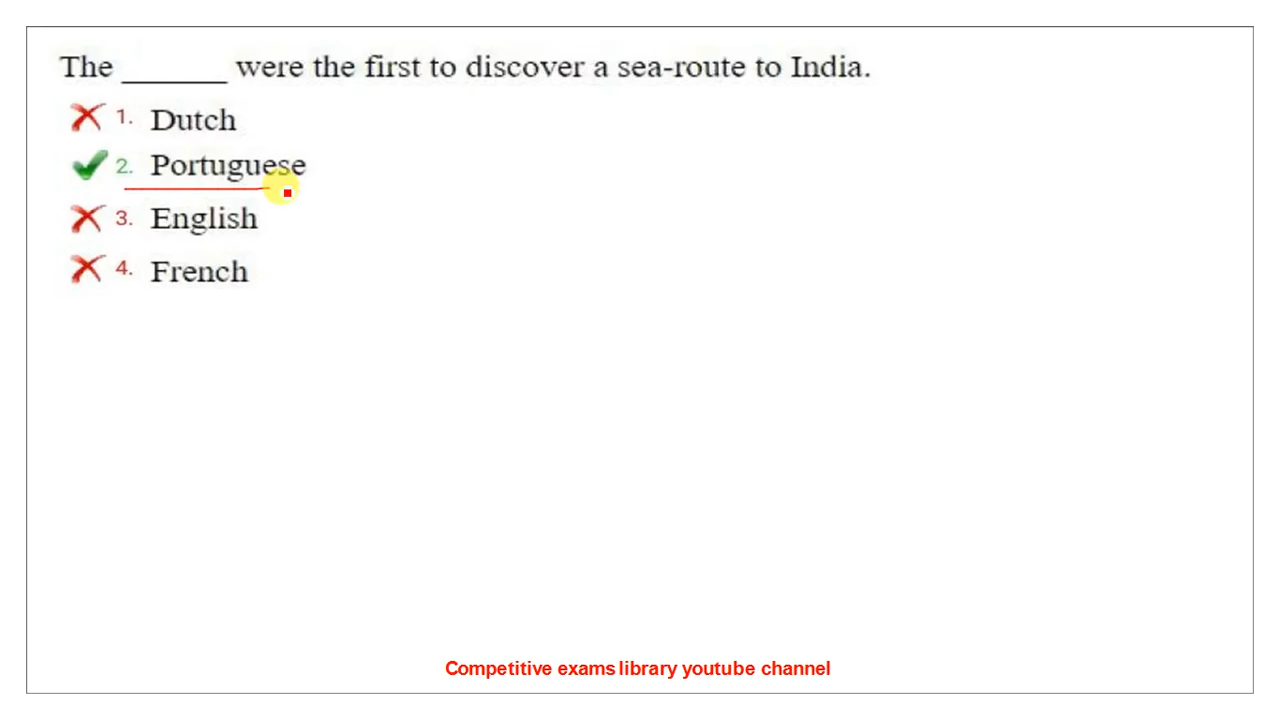 The ______ were the first to discover a sea-route to India.
1. Dutch
2. Portuguese
3. English
4. French
Competitive exams library youtube channel